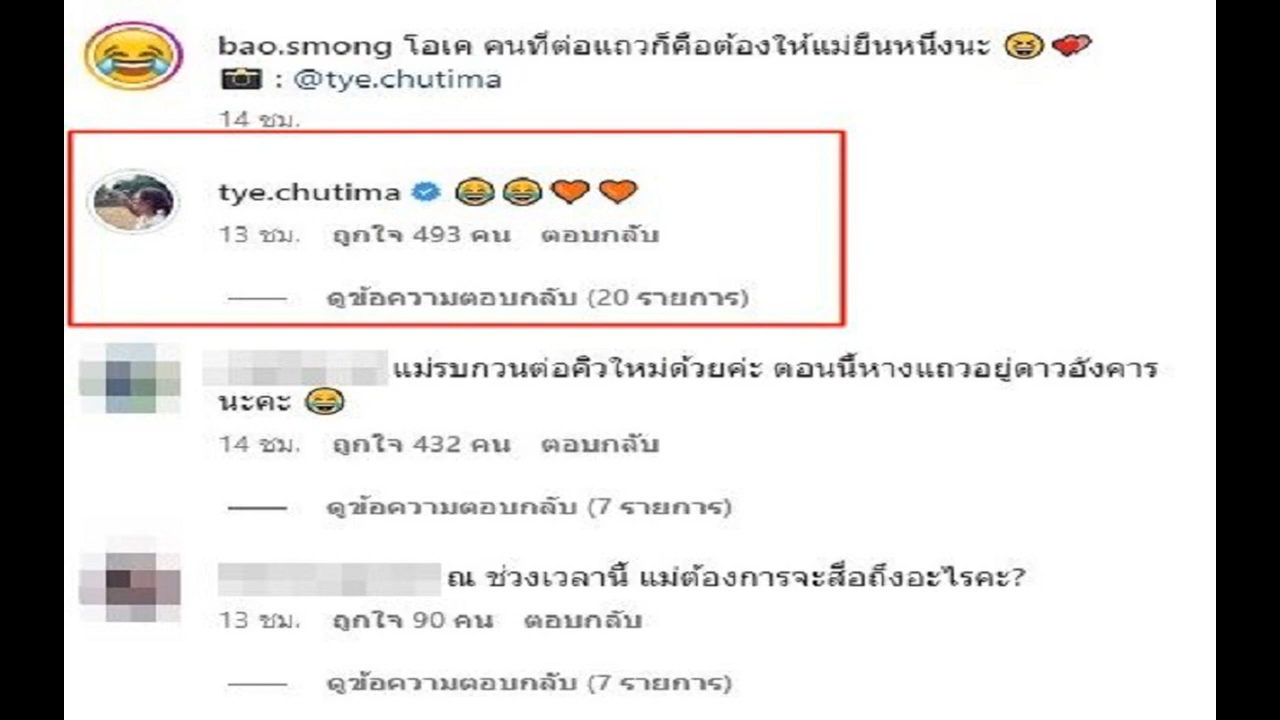 bao.smong โอเค คนที่ต่อแถวก็คือต้องให้แม่ยืนหนึ่งนะ 😆 💞
📷 : @tye.chutima
14 ชม.
tye.chutima 😂 😂 🧡 🧡
13 ชม. ถูกใจ 493 คน ตอบกลับ
ดูข้อความตอบกลับ (20 รายการ)
แม่รบกวนต่อคิวใหม่ด้วยค่ะ ตอนนี้หางแถวอยู่ดาวอังคาร
นะคะ 😂
14 ชม. ถูกใจ 432 คน ตอบกลับ
ดูข้อความตอบกลับ (7 รายการ)
ณ ช่วงเวลานี้ แม่ต้องการจะสื่อถึงอะไรคะ?
13 ชม. ถูกใจ 90 คน ตอบกลับ
ดูข้อความตอบกลับ (7 รายการ)